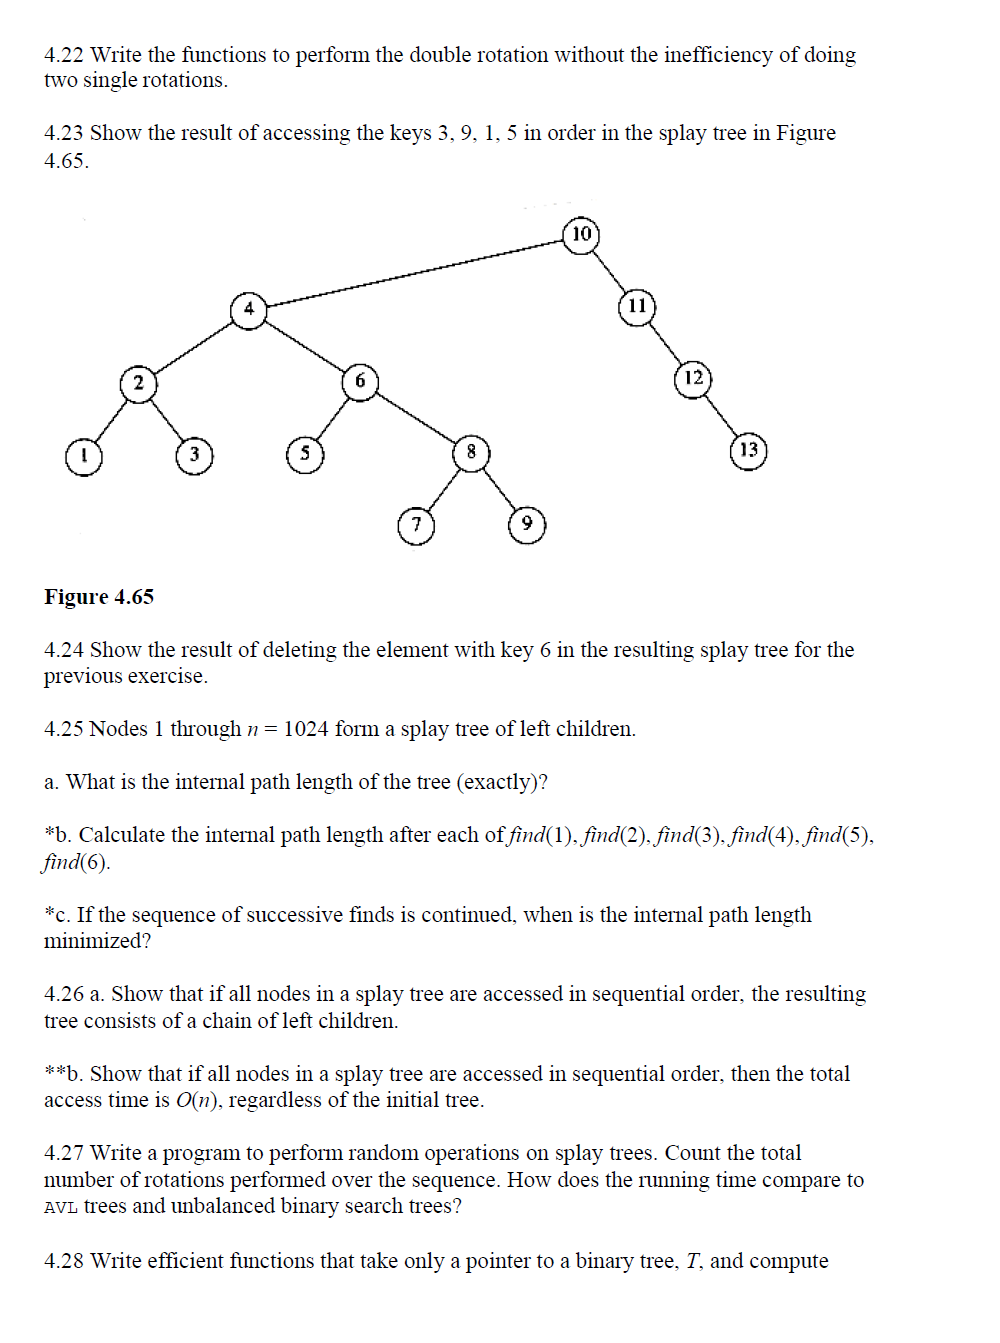 4.22 Write the functions to perform the double rotation without the inefficiency of doing
two single rotations.
4.23 Show the result of accessing the keys 3, 9, 1, 5 in order in the splay tree in Figure
4.65.
10
4
11
2
6
12
1
3
5
8
13
7
9
Figure 4.65
4.24 Show the result of deleting the element with key 6 in the resulting splay tree for the
previous exercise.
4.25 Nodes 1 through n = 1024 form a splay tree of left children.
a. What is the internal path length of the tree (exactly)?
*b. Calculate the internal path length after each of find(1), find(2), find(3), find(4), find(5),
find(6).
*c. If the sequence of successive finds is continued, when is the internal path length
minimized?
4.26 a. Show that if all nodes in a splay tree are accessed in sequential order, the resulting
tree consists of a chain of left children.
**b. Show that if all nodes in a splay tree are accessed in sequential order, then the total
access time is O(n), regardless of the initial tree.
4.27 Write a program to perform random operations on splay trees. Count the total
number of rotations performed over the sequence. How does the running time compare to
AVL trees and unbalanced binary search trees?
4.28 Write efficient functions that take only a pointer to a binary tree, T, and compute